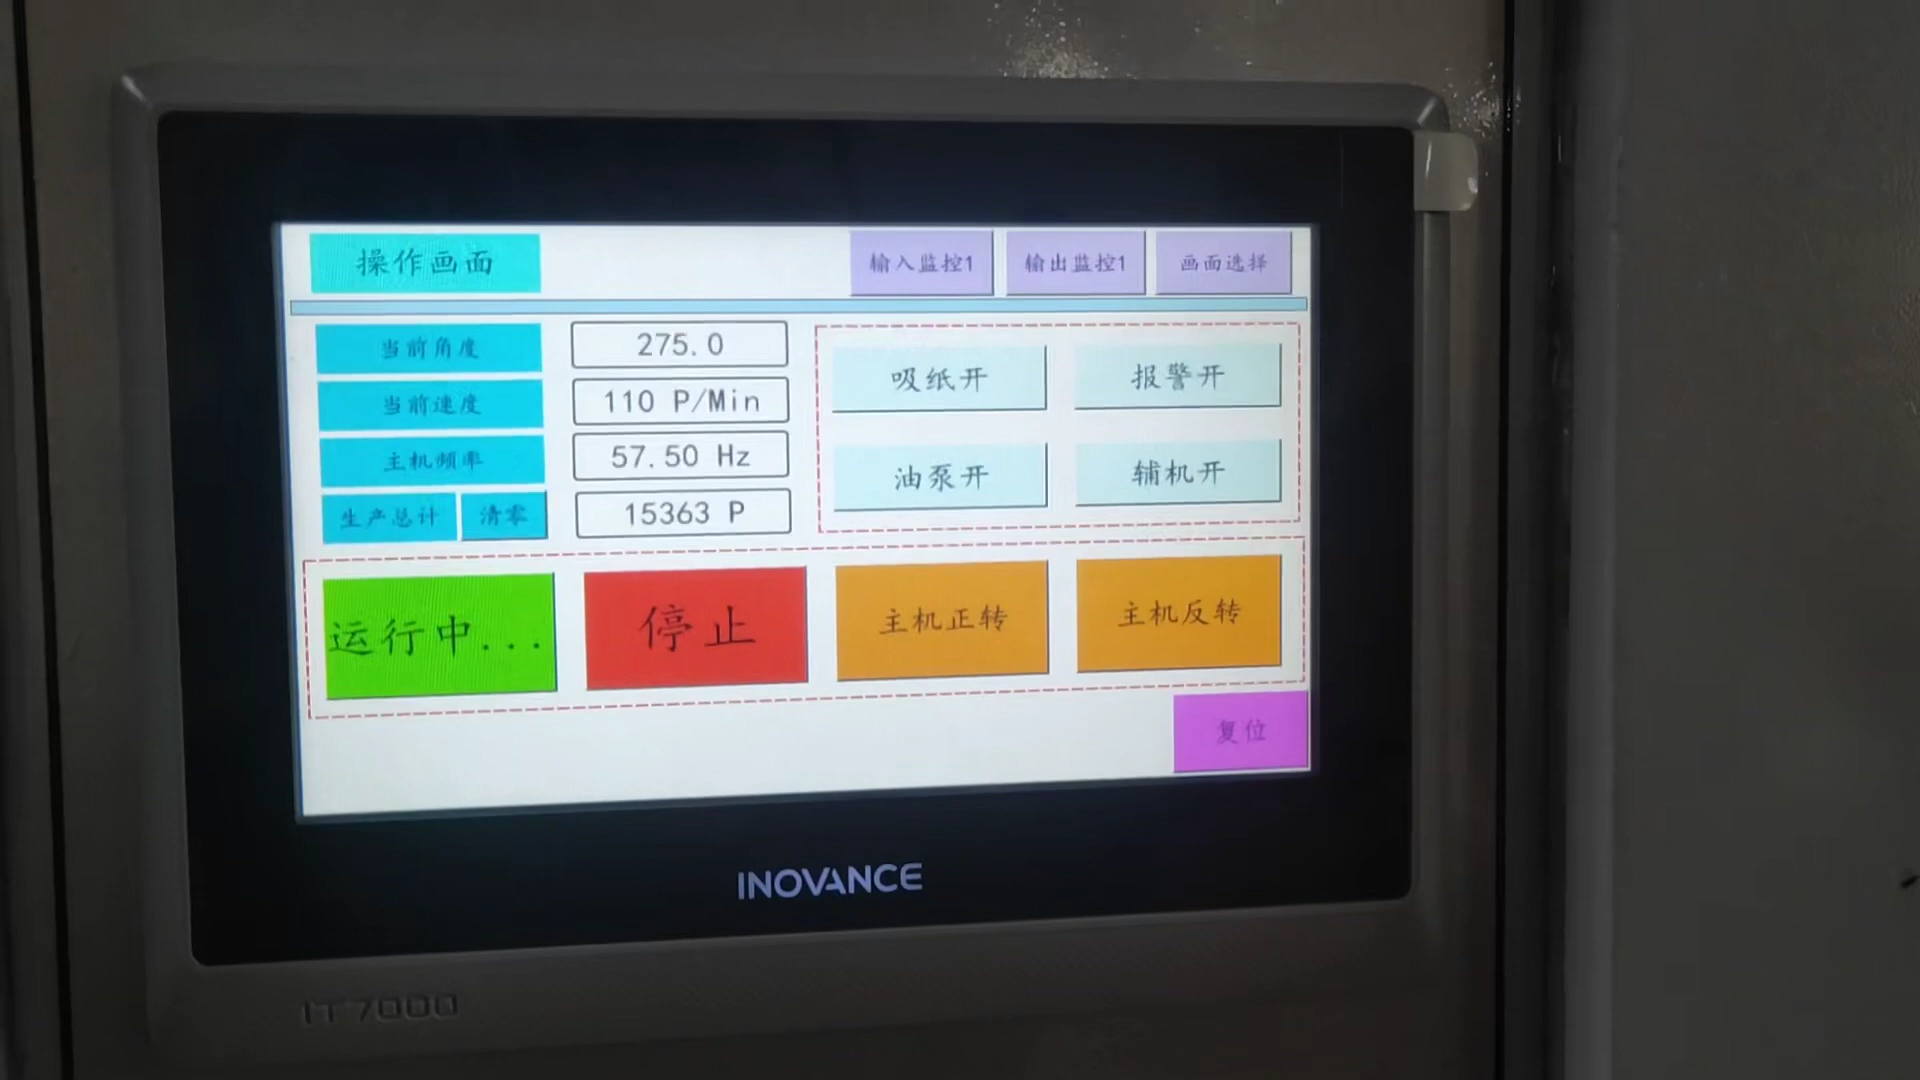 操作画面
输入监控1
输出监控1
画面选择
当前角度
275.0
当前速度
110 P/Min
主机频率
57.50 Hz
生产总计
清零
15363 P
吸纸开
报警开
油泵开
辅机开
运行中...
停止
主机正转
主机反转
复位
INOVANCE
IT7000